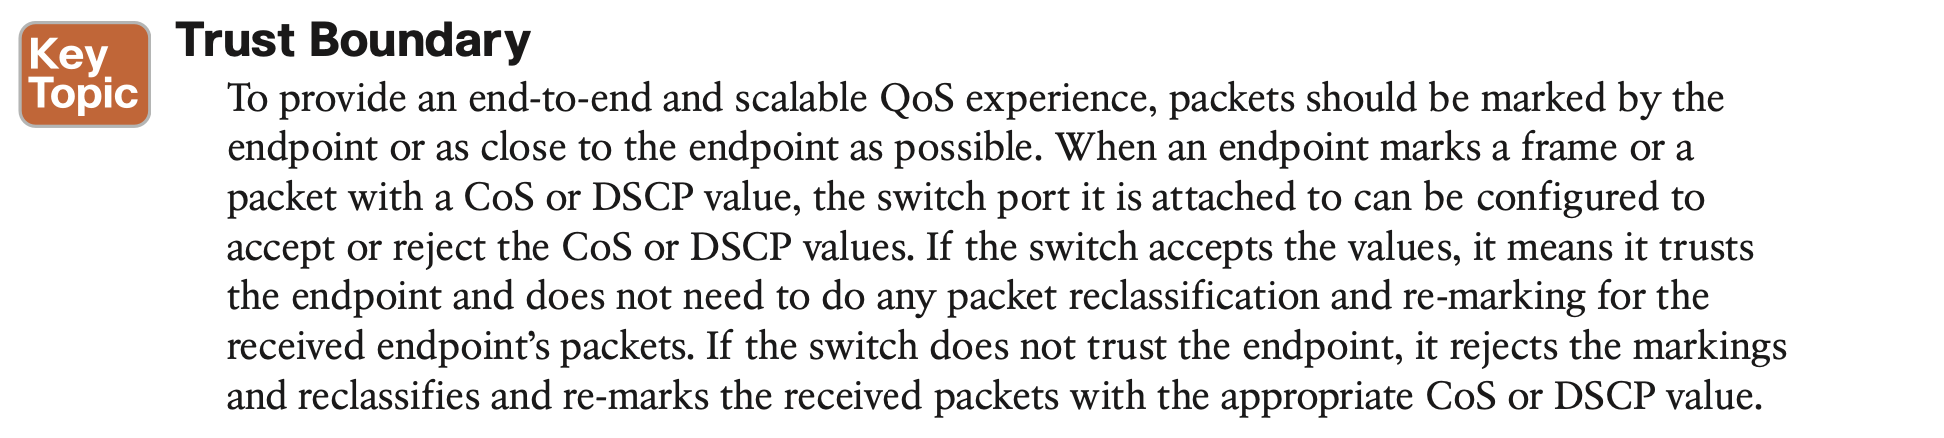 Key
Topic
Trust Boundary
To provide an end-to-end and scalable QoS experience, packets should be marked by the
endpoint or as close to the endpoint as possible. When an endpoint marks a frame or a
packet with a CoS or DSCP value, the switch port it is attached to can be configured to
accept or reject the CoS or DSCP values. If the switch accepts the values, it means it trusts
the endpoint and does not need to do any packet reclassification and re-marking for the
received endpoint’s packets. If the switch does not trust the endpoint, it rejects the markings
and reclassifies and re-marks the received packets with the appropriate CoS or DSCP value.